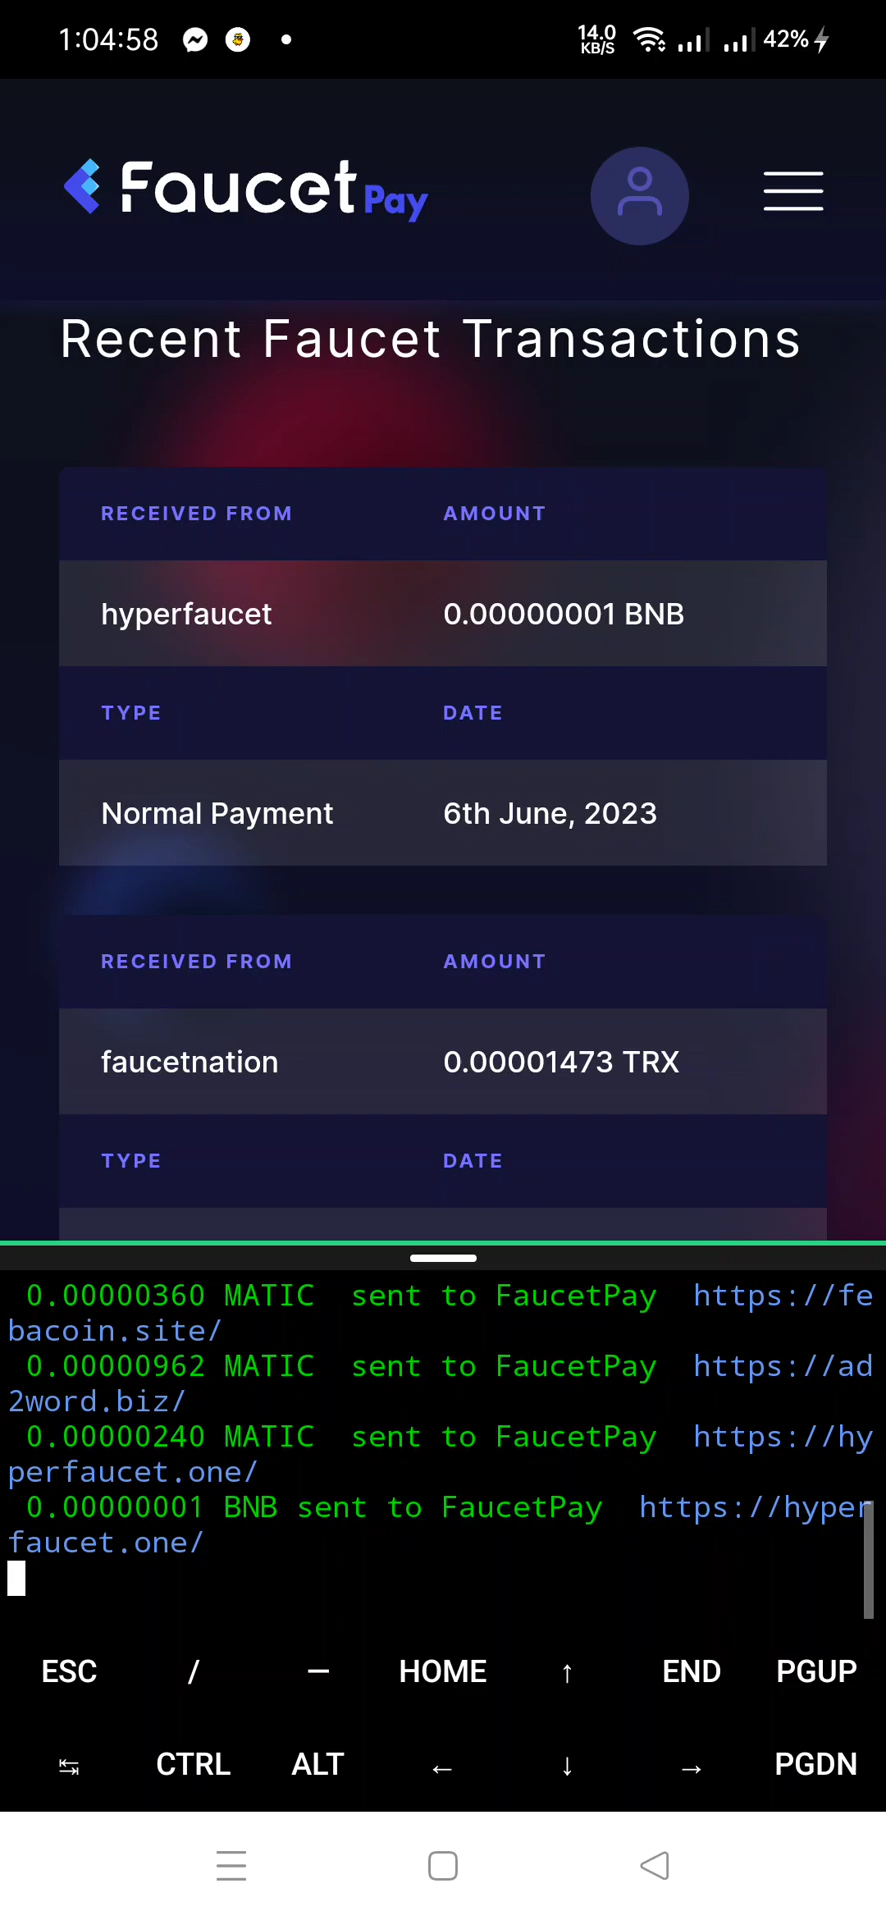 1:04:58 14.0 KB/S 42%
Faucet Pay
Recent Faucet Transactions
RECEIVED FROM AMOUNT
hyperfaucet 0.00000001 BNB
TYPE DATE
Normal Payment 6th June, 2023
RECEIVED FROM AMOUNT
faucetnation 0.00001473 TRX
TYPE DATE
0.00000360 MATIC sent to FaucetPay https://fe
bacoin.site/
0.00000962 MATIC sent to FaucetPay https://ad
2word.biz/
0.00000240 MATIC sent to FaucetPay https://hy
perfaucet.one/
0.00000001 BNB sent to FaucetPay https://hyper
faucet.one/
ESC / — HOME ↑ END PGUP
↹ CTRL ALT ← ↓ → PGDN